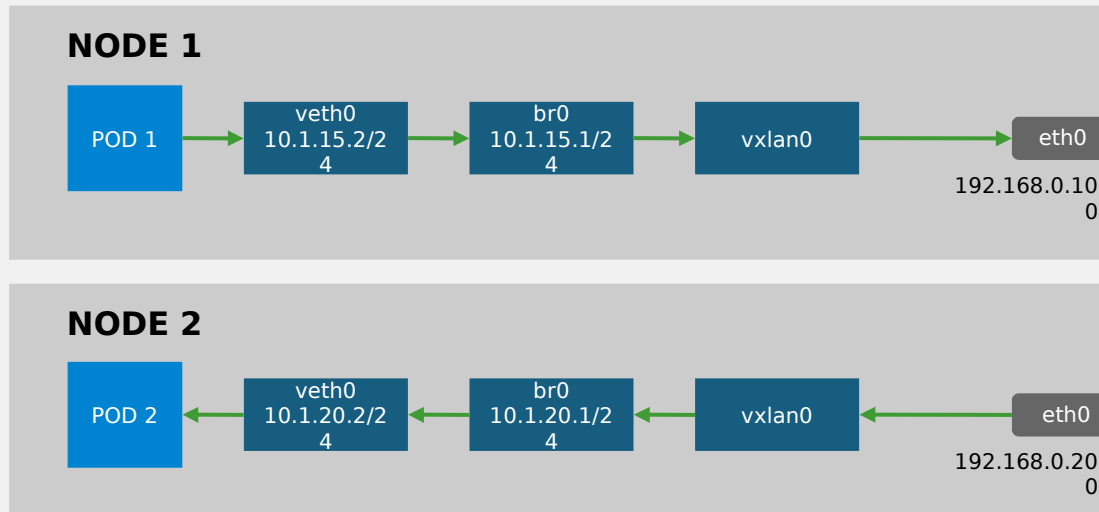 NODE 1
POD 1
veth0
10.1.15.2/2
4
br0
10.1.15.1/2
4
vxlan0
eth0
192.168.0.10
0
NODE 2
POD 2
veth0
10.1.20.2/2
4
br0
10.1.20.1/2
4
vxlan0
eth0
192.168.0.20
0